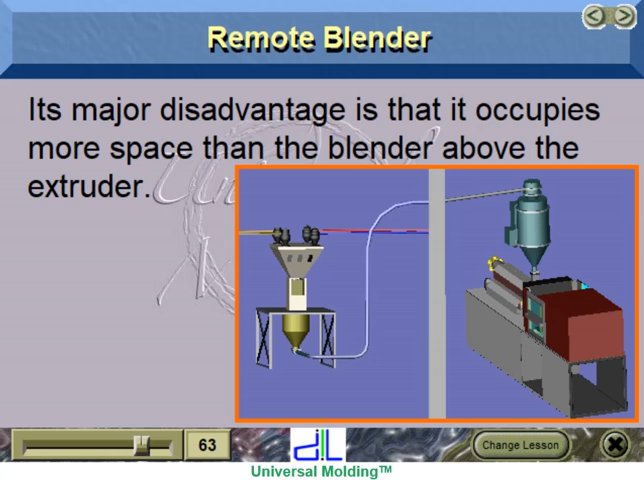 Remote Blender
Its major disadvantage is that it occupies
more space than the blender above the
extruder.
63
Change Lesson
Universal Molding™